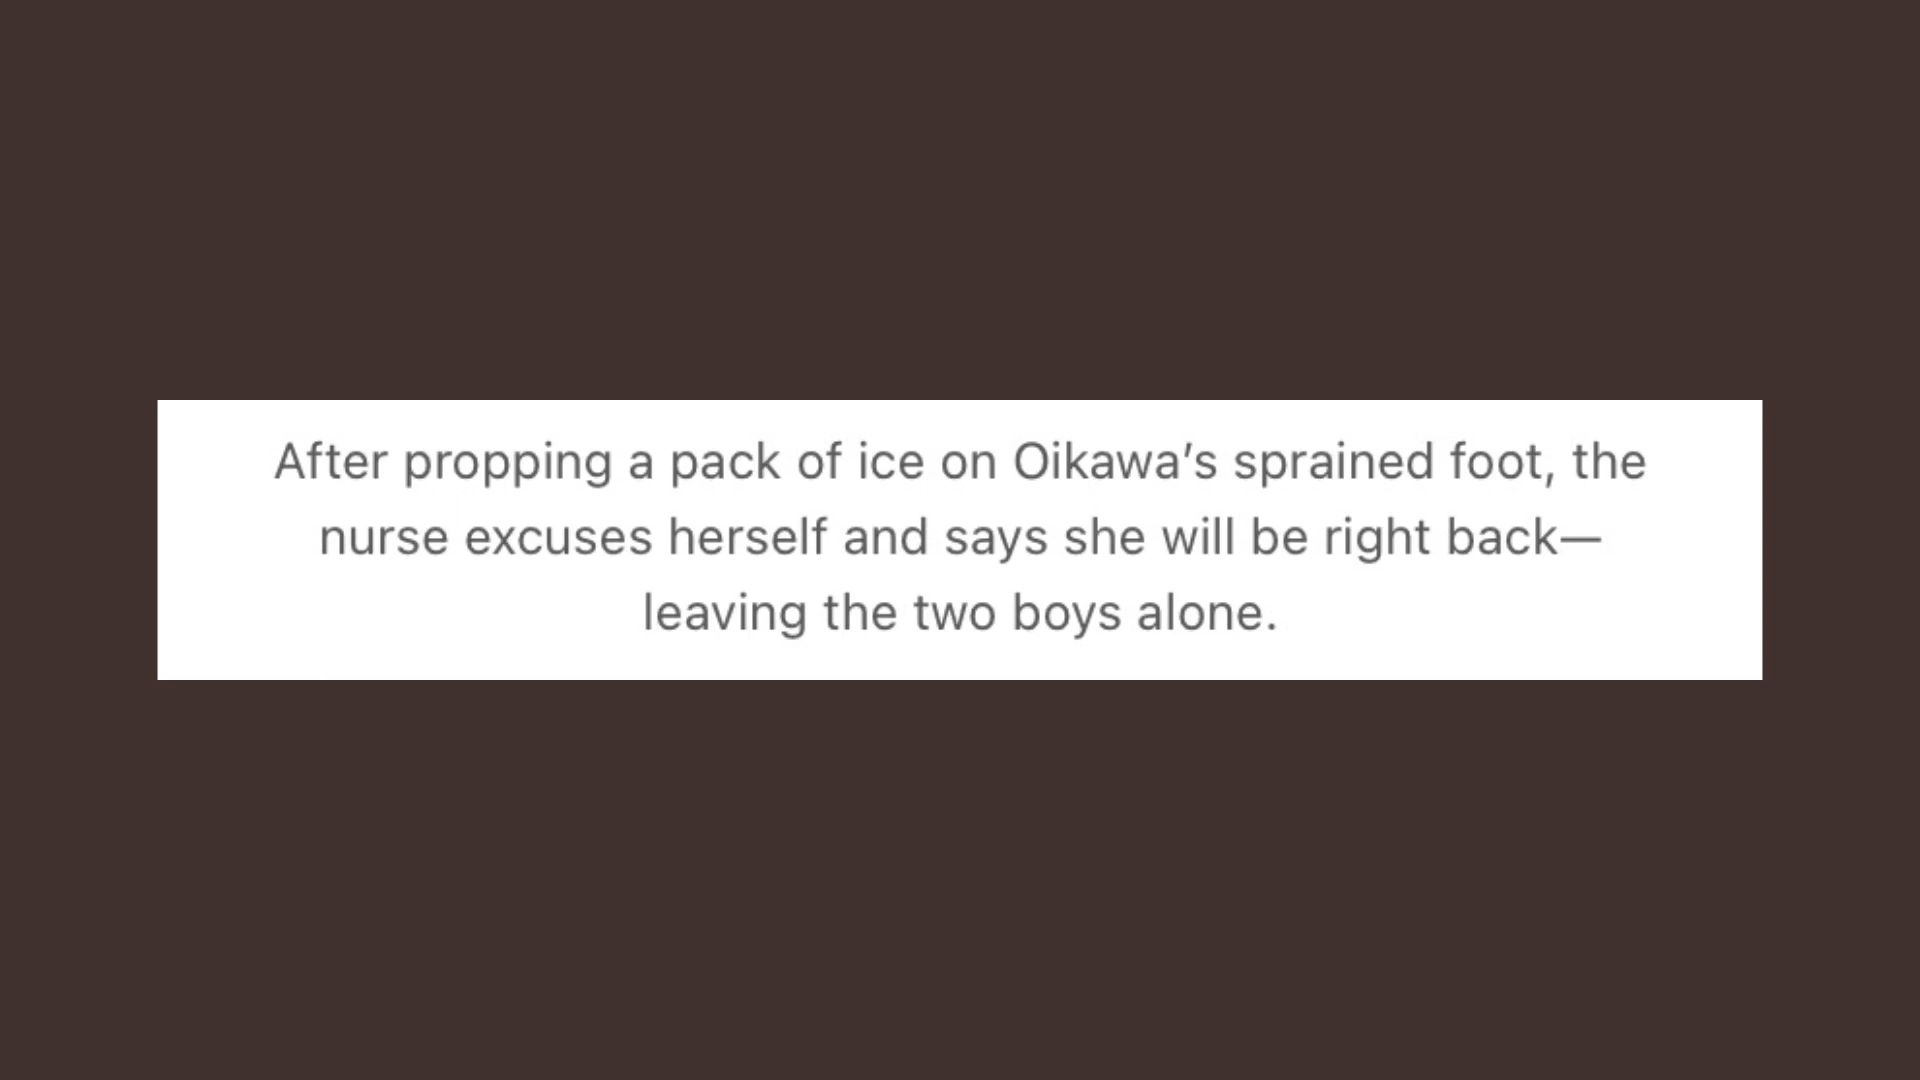 After propping a pack of ice on Oikawa’s sprained foot, the
nurse excuses herself and says she will be right back—
leaving the two boys alone.